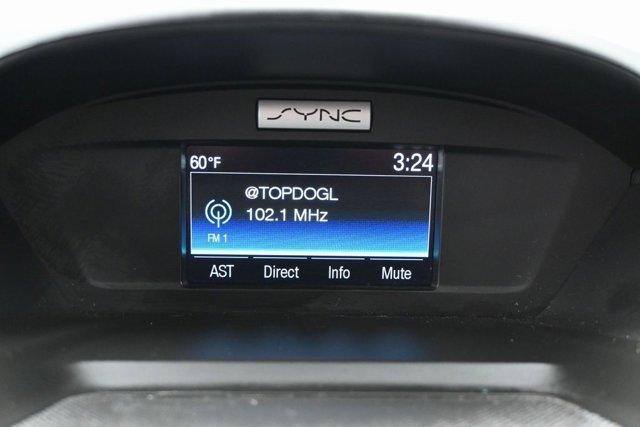 SYNC
60°F 3:24
@TOPDOGL
102.1 MHz
FM 1
AST Direct Info Mute